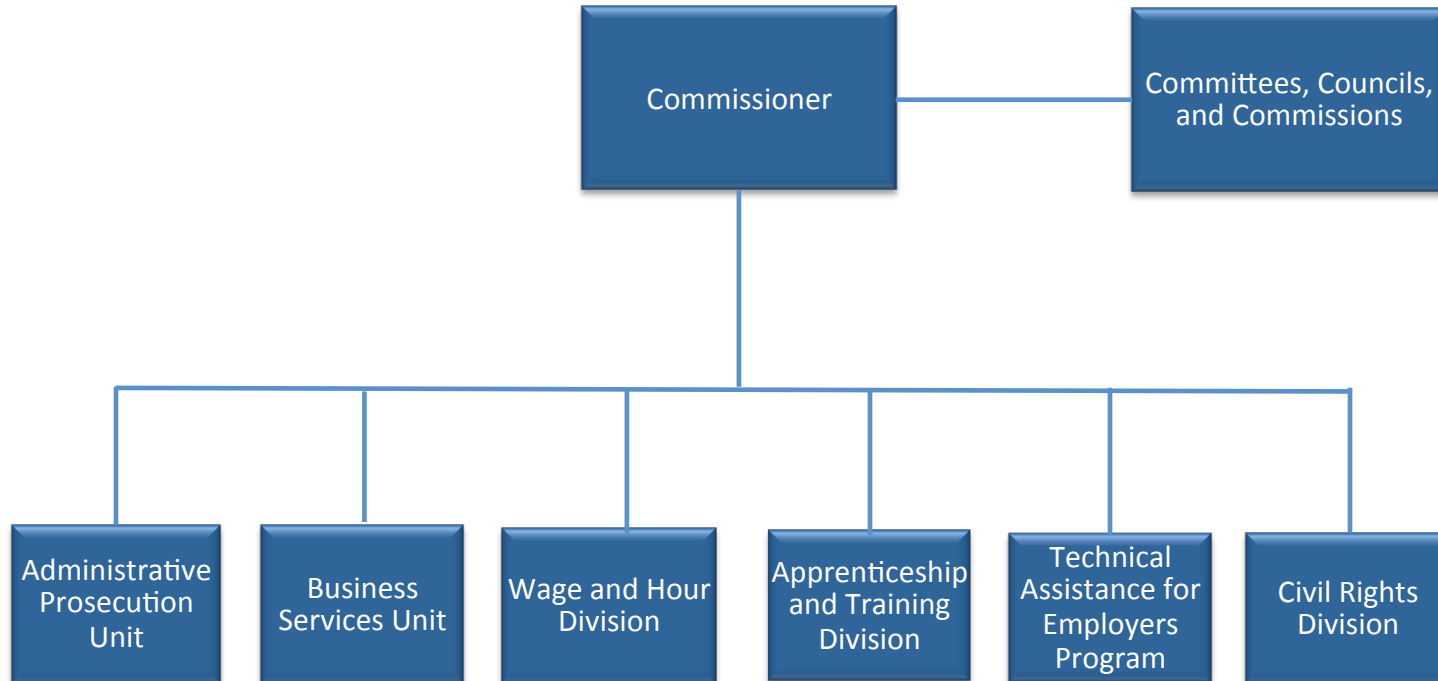 Commissioner
Committees, Councils,
and Commissions
Administrative
Prosecution
Unit
Business
Services Unit
Wage and Hour
Division
Apprenticeship
and Training
Division
Technical
Assistance for
Employers
Program
Civil Rights
Division